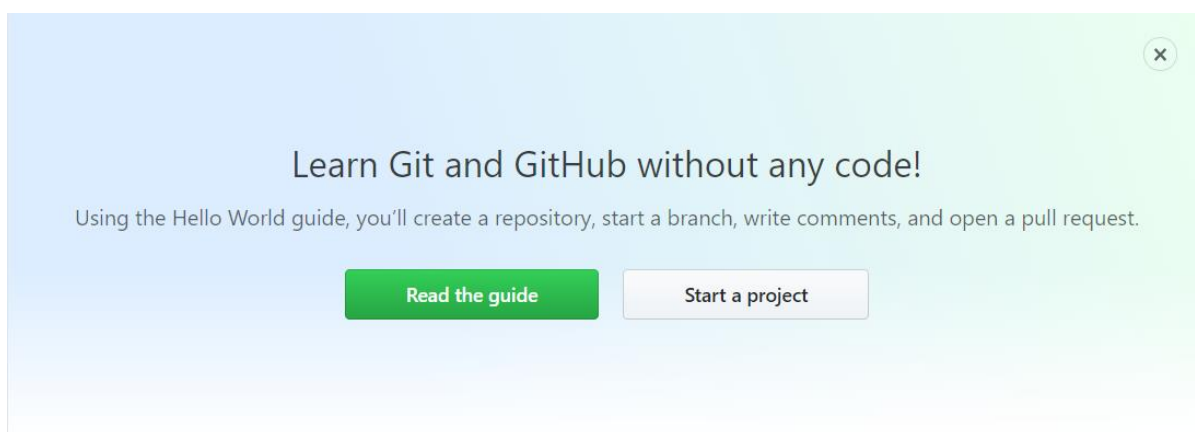 Learn Git and GitHub without any code!
Using the Hello World guide, you’ll create a repository, start a branch, write comments, and open a pull request.
Read the guide
Start a project